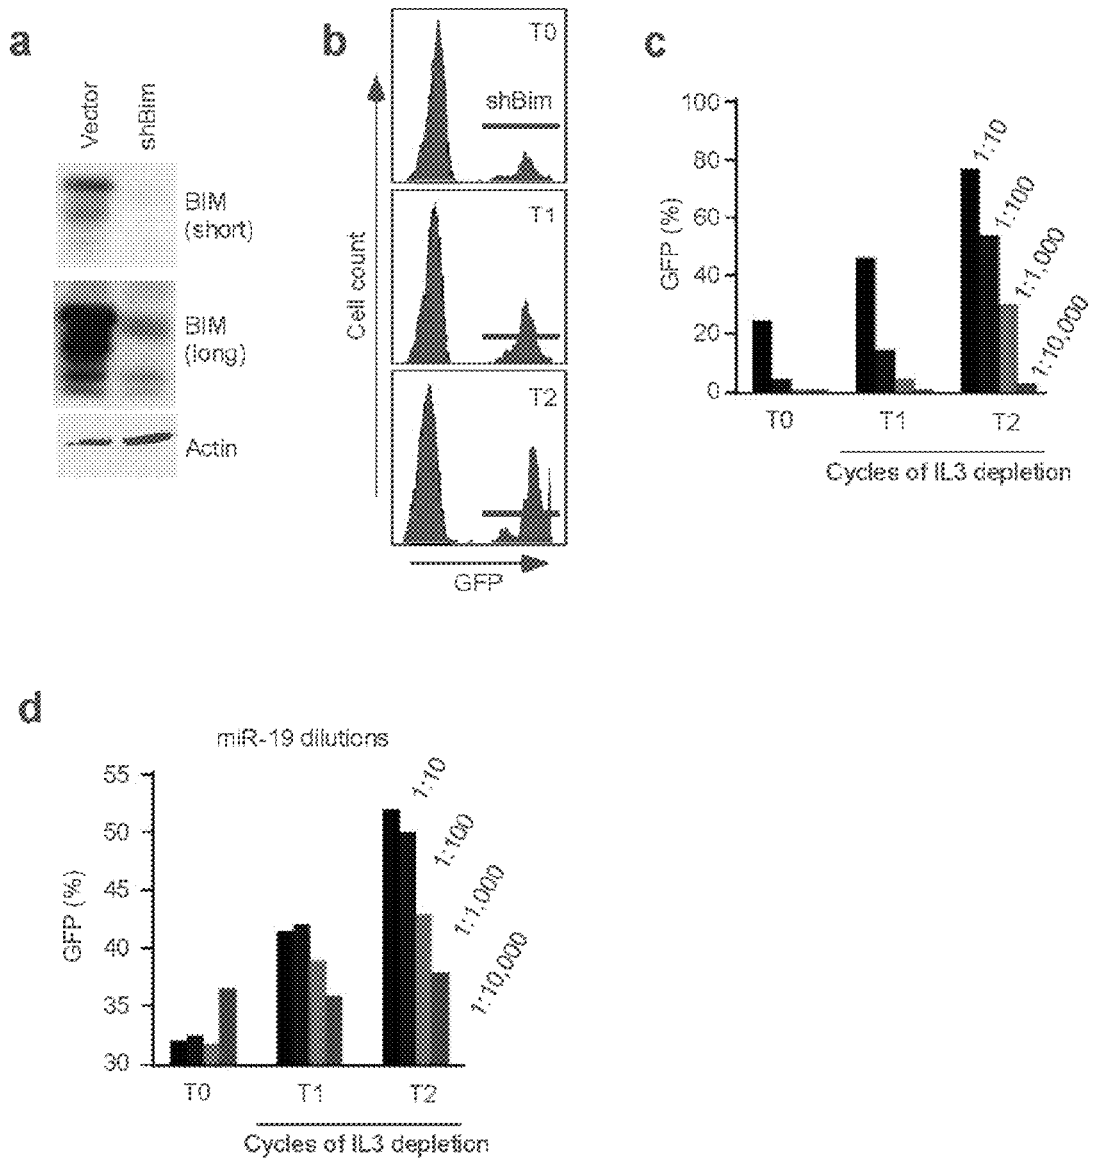 a
Vector
shBim
BIM
(short)
BIM
(long)
Actin
b
T0
shBim
T1
T2
Cell count
GFP
c
GFP (%)
100
80
60
40
20
0
1:10
1:100
1:1,000
1:10,000
T0
T1
T2
Cycles of IL3 depletion
d
miR-19 dilutions
GFP (%)
55
50
45
40
35
30
1:10
1:100
1:1,000
1:10,000
T0
T1
T2
Cycles of IL3 depletion